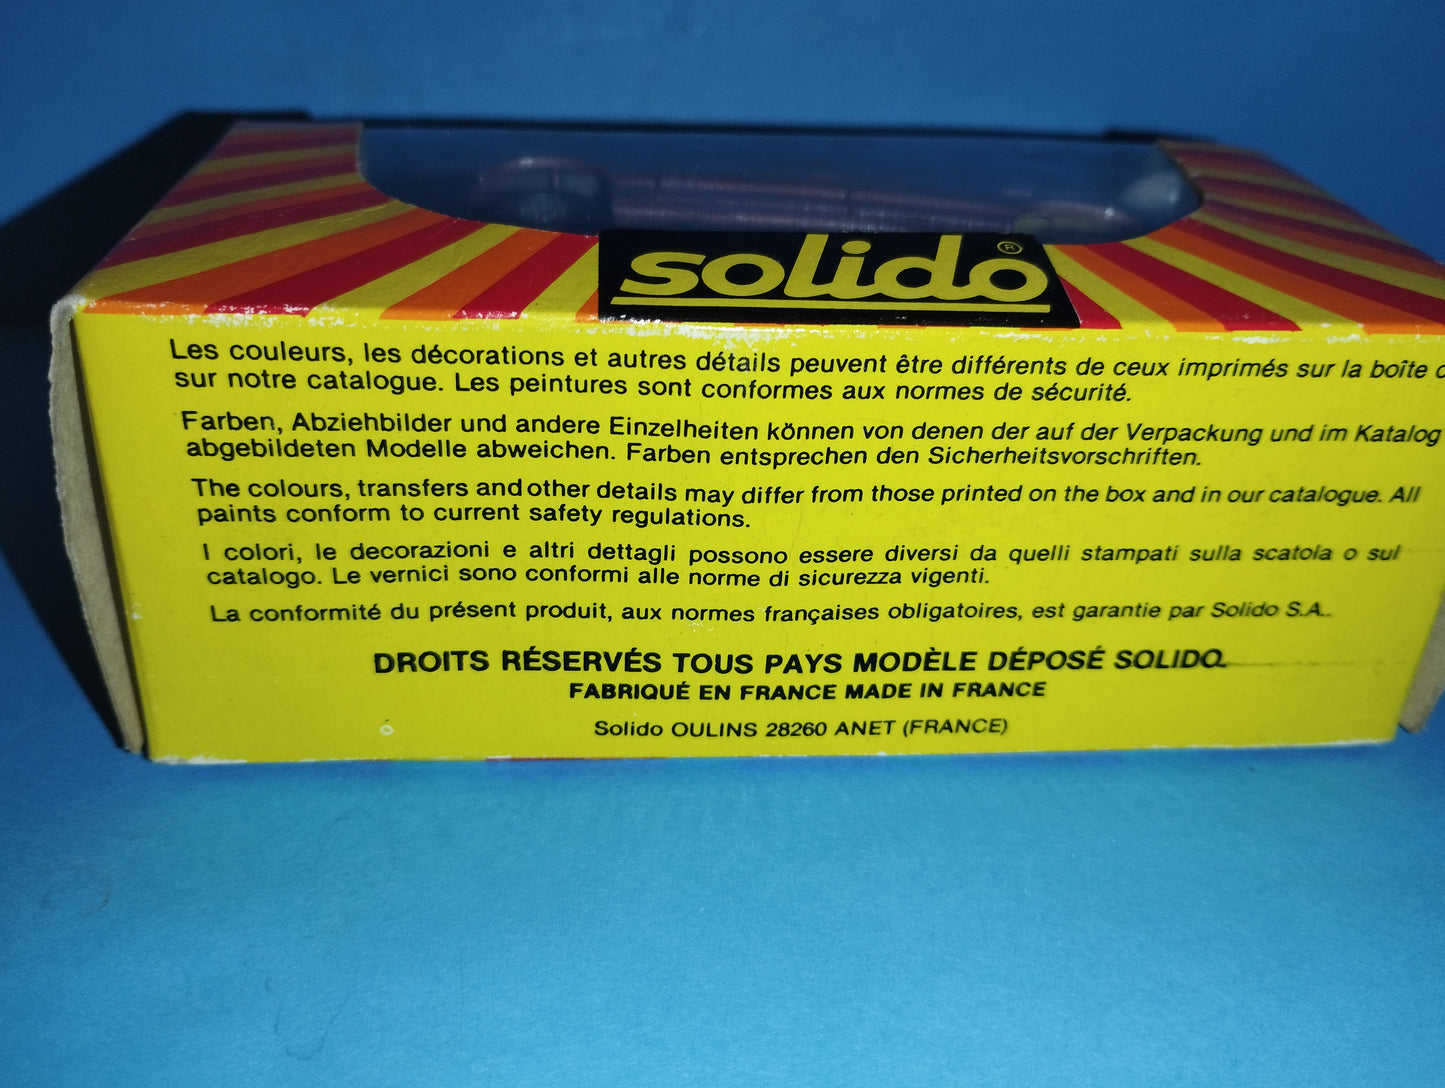 solido ®
Les couleurs, les décorations et autres détails peuvent être différents de ceux imprimés sur la boîte
sur notre catalogue. Les peintures sont conformes aux normes de sécurité.
Farben, Abziehbilder und andere Einzelheiten können von denen der auf der Verpackung und im Katalog
abgebildeten Modelle abweichen. Farben entsprechen den Sicherheitsvorschriften.
The colours, transfers and other details may differ from those printed on the box and in our catalogue. All
paints conform to current safety regulations.
I colori, le decorazioni e altri dettagli possono essere diversi da quelli stampati sulla scatola o sul
catalogo. Le vernici sono conformi alle norme di sicurezza vigenti.
La conformité du présent produit, aux normes françaises obligatoires, est garantie par Solido S.A..
DROITS RÉSERVÉS TOUS PAYS MODÈLE DÉPOSÉ SOLIDO.
FABRIQUÉ EN FRANCE MADE IN FRANCE
Solido OULINS 28260 ANET (FRANCE)